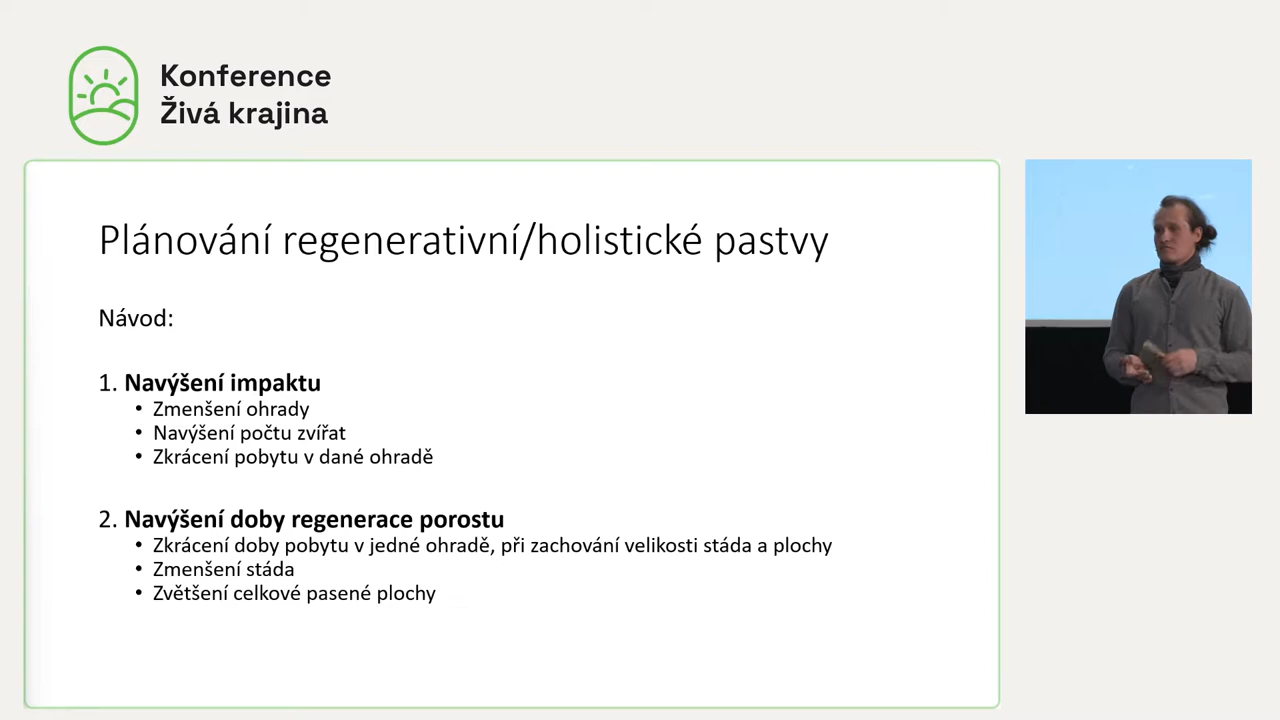 Konference
Živá krajina
Plánování regenerativní/holistické pastvy
Návod:
1. Navýšení impaktu
• Zmenšení ohrady
• Navýšení počtu zvířat
• Zkrácení pobytu v dané ohradě
2. Navýšení doby regenerace porostu
• Zkrácení doby pobytu v jedné ohradě, při zachování velikosti stáda a plochy
• Zmenšení stáda
• Zvětšení celkové pasené plochy